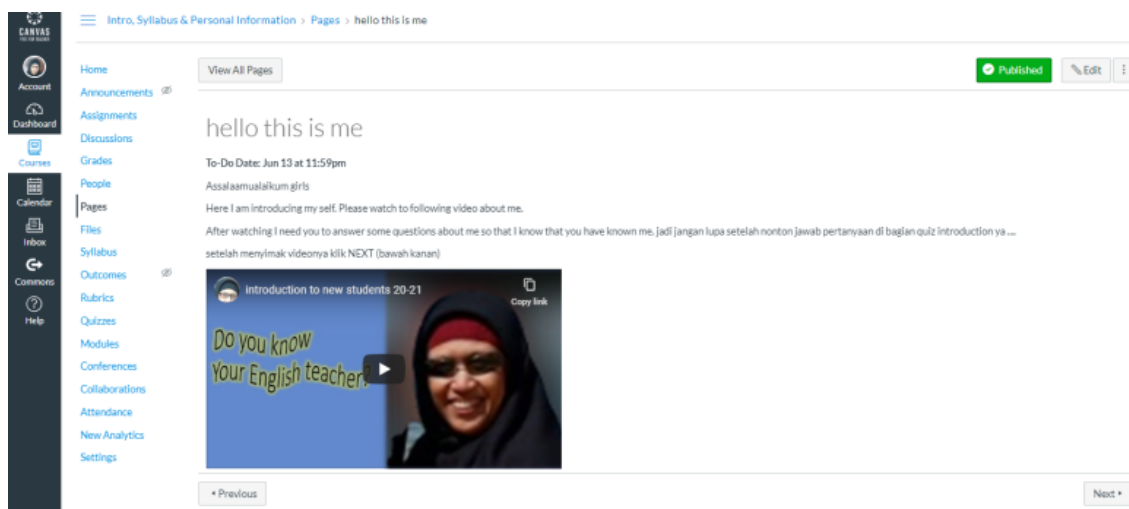 CANVAS
Intro, Syllabus & Personal Information > Pages > hello this is me
Account
Dashboard
Courses
Calendar
Inbox
Commons
Help
Home
Announcements
Assignments
Discussions
Grades
People
Pages
Files
Syllabus
Outcomes
Rubrics
Quizzes
Modules
Conferences
Collaborations
Attendance
New Analytics
Settings
View All Pages
Published
Edit
hello this is me
To-Do Date: Jun 13 at 11:59pm
Assalaamualaikum girls
Here I am introducing my self. Please watch to following video about me.
After watching I need you to answer some questions about me so that I know that you have known me. jadi jangan lupa setelah nonton jawab pertanyaan di bagian quiz introduction ya ....
setelah menyimak videonya klik NEXT (bawah kanan)
introduction to new students 20-21
Copy link
Do you know
Your English teacher?
Previous
Next